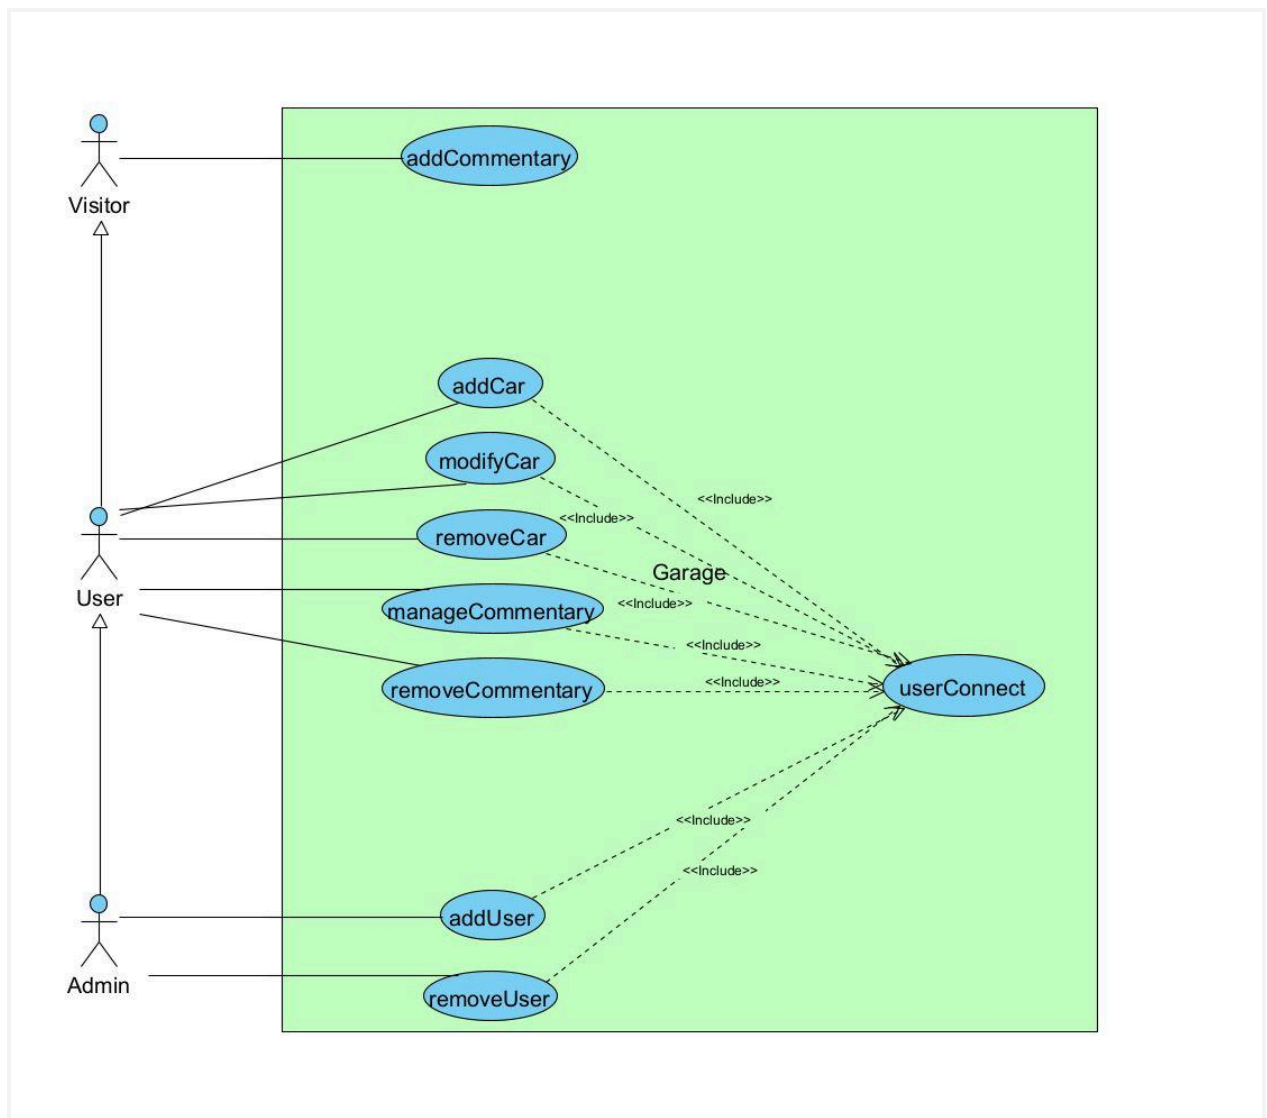 addCommentary
Visitor
addCar
modifyCar
<<Include>>
<<Include>>
removeCar
Garage
User
<<Include>>
manageCommentary
<<Include>>
<<Include>>
removeCommentary
userConnect
<<Include>>
<<Include>>
addUser
Admin
removeUser